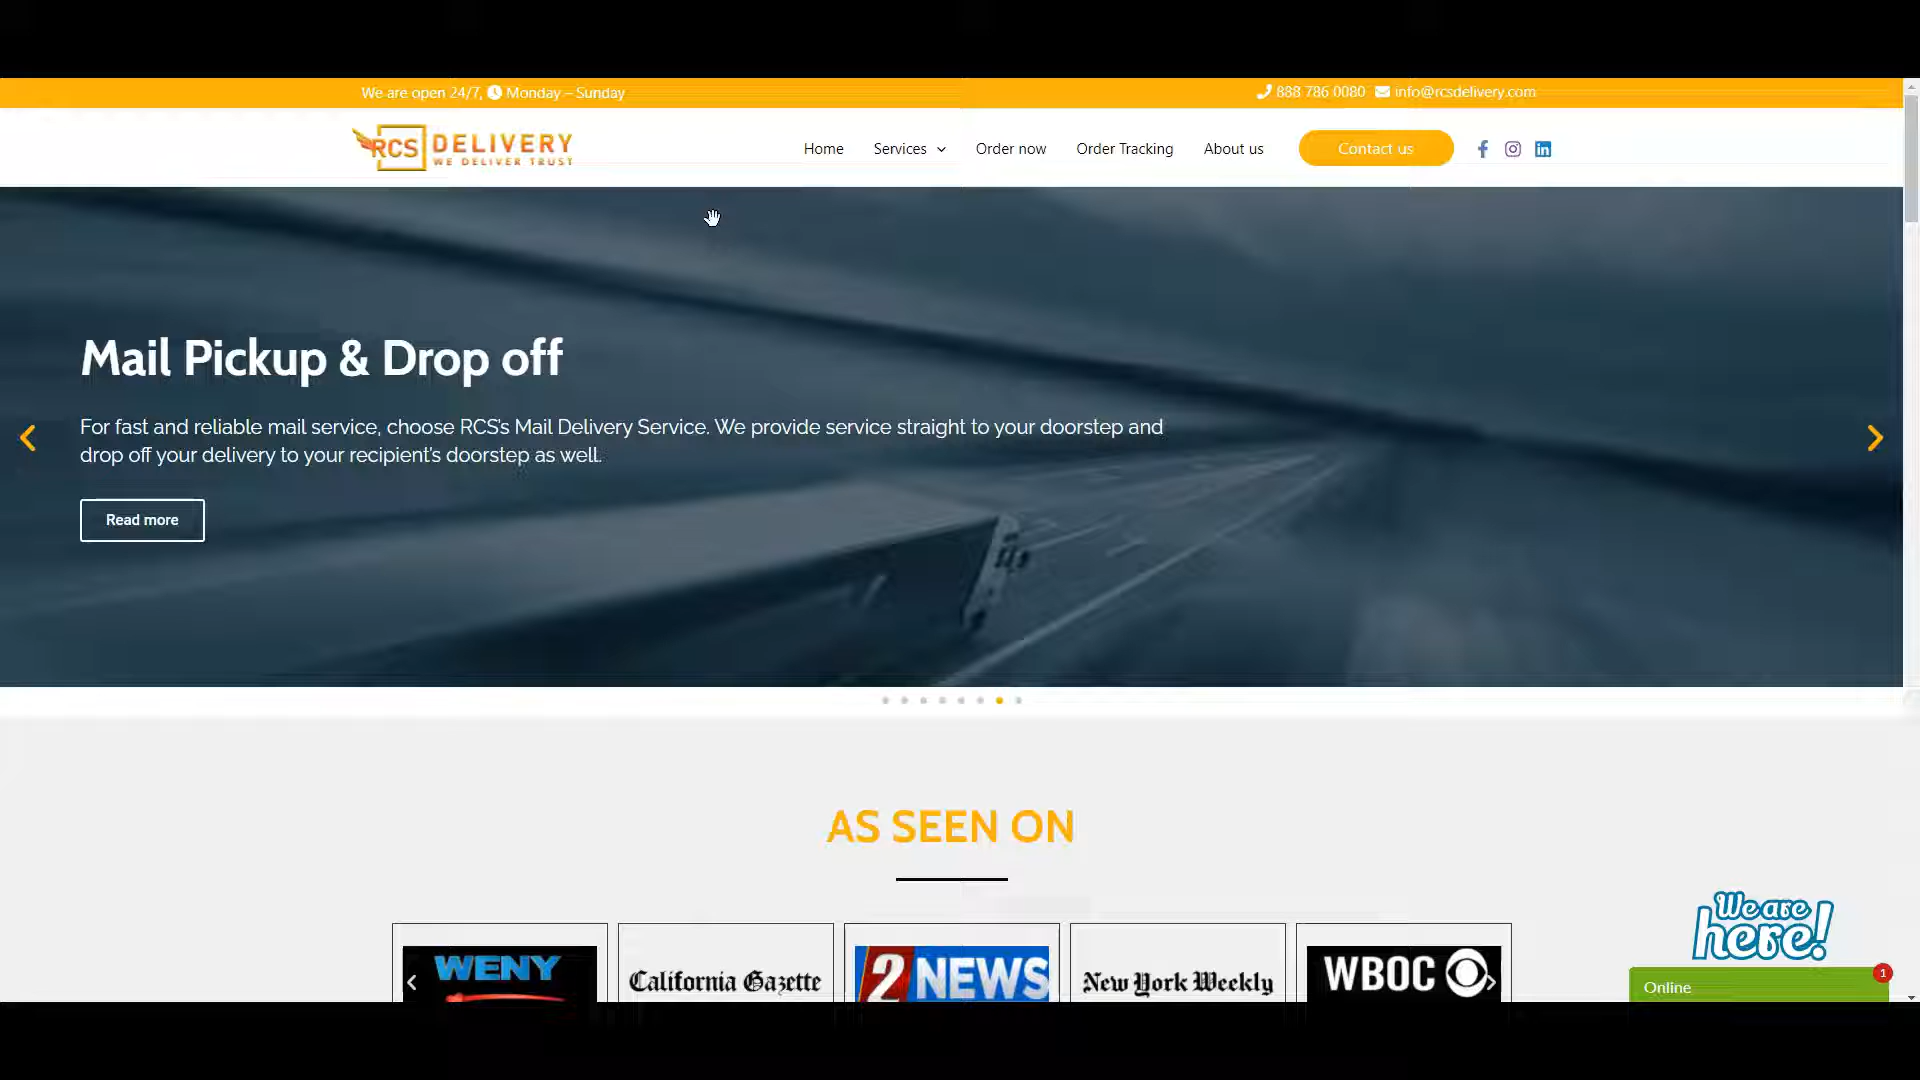 We are open 24/7, Monday – Sunday
888 786 0080 info@rcsdelivery.com
RCS DELIVERY
WE DELIVER TRUST
Home Services Order now Order Tracking About us Contact us
Mail Pickup & Drop off
For fast and reliable mail service, choose RCS's Mail Delivery Service. We provide service straight to your doorstep and
drop off your delivery to your recipient's doorstep as well.
Read more
AS SEEN ON
WENY
California Gazette
2 NEWS
New York Weekly
WBOC
We are
here!
Online
1